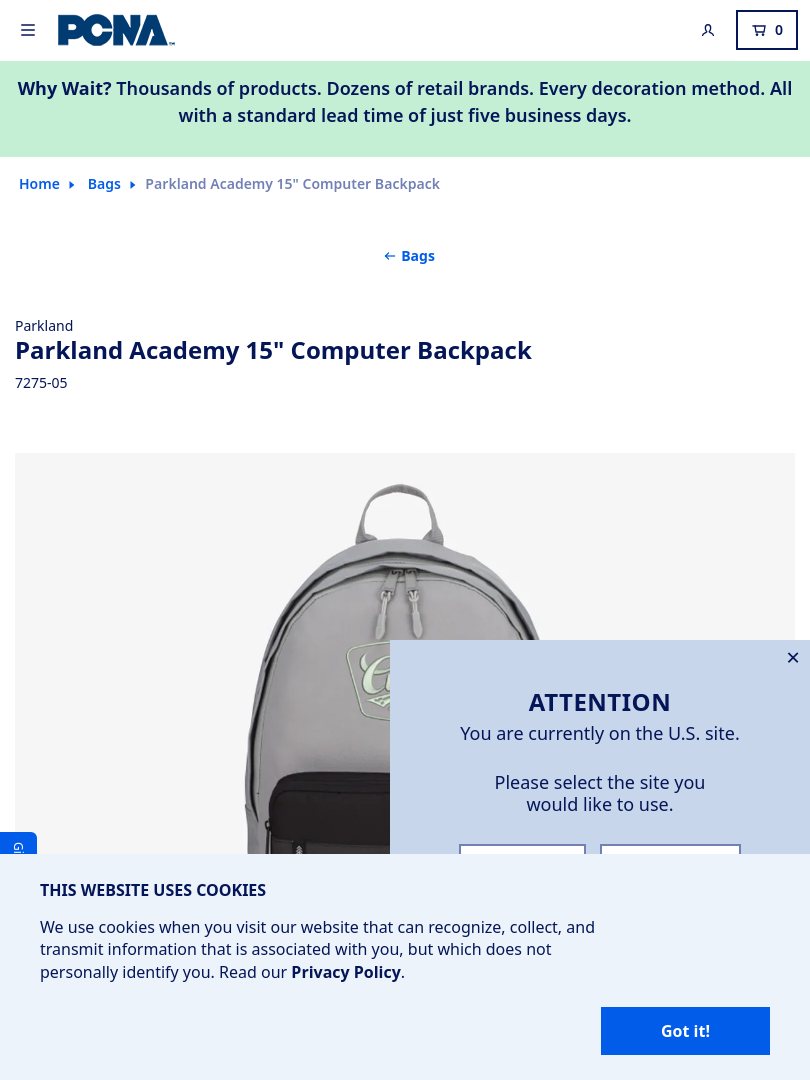 PCNA
0
Why Wait? Thousands of products. Dozens of retail brands. Every decoration method. All
with a standard lead time of just five business days.
Home
Bags
Parkland Academy 15" Computer Backpack
Bags
Parkland
Parkland Academy 15" Computer Backpack
7275-05
ATTENTION
You are currently on the U.S. site.
Please select the site you
would like to use.
THIS WEBSITE USES COOKIES
We use cookies when you visit our website that can recognize, collect, and
transmit information that is associated with you, but which does not
personally identify you. Read our Privacy Policy.
Got it!